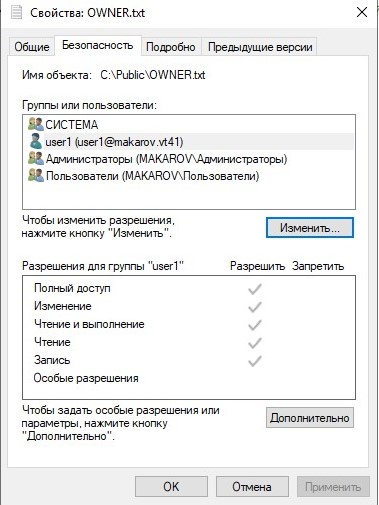 Свойства: OWNER.txt
Общие Безопасность Подробно Предыдущие версии
Имя объекта: C:\Public\OWNER.txt
Группы или пользователи:
СИСТЕМА
user1 (user1@makarov.vt41)
Администраторы (MAKAROV\Администраторы)
Пользователи (MAKAROV\Пользователи)
Чтобы изменить разрешения,
нажмите кнопку "Изменить".
Изменить...
Разрешения для группы "user1" Разрешить Запретить
Полный доступ
Изменение
Чтение и выполнение
Чтение
Запись
Особые разрешения
Чтобы задать особые разрешения или
параметры, нажмите кнопку
"Дополнительно".
Дополнительно
OK Отмена Применить